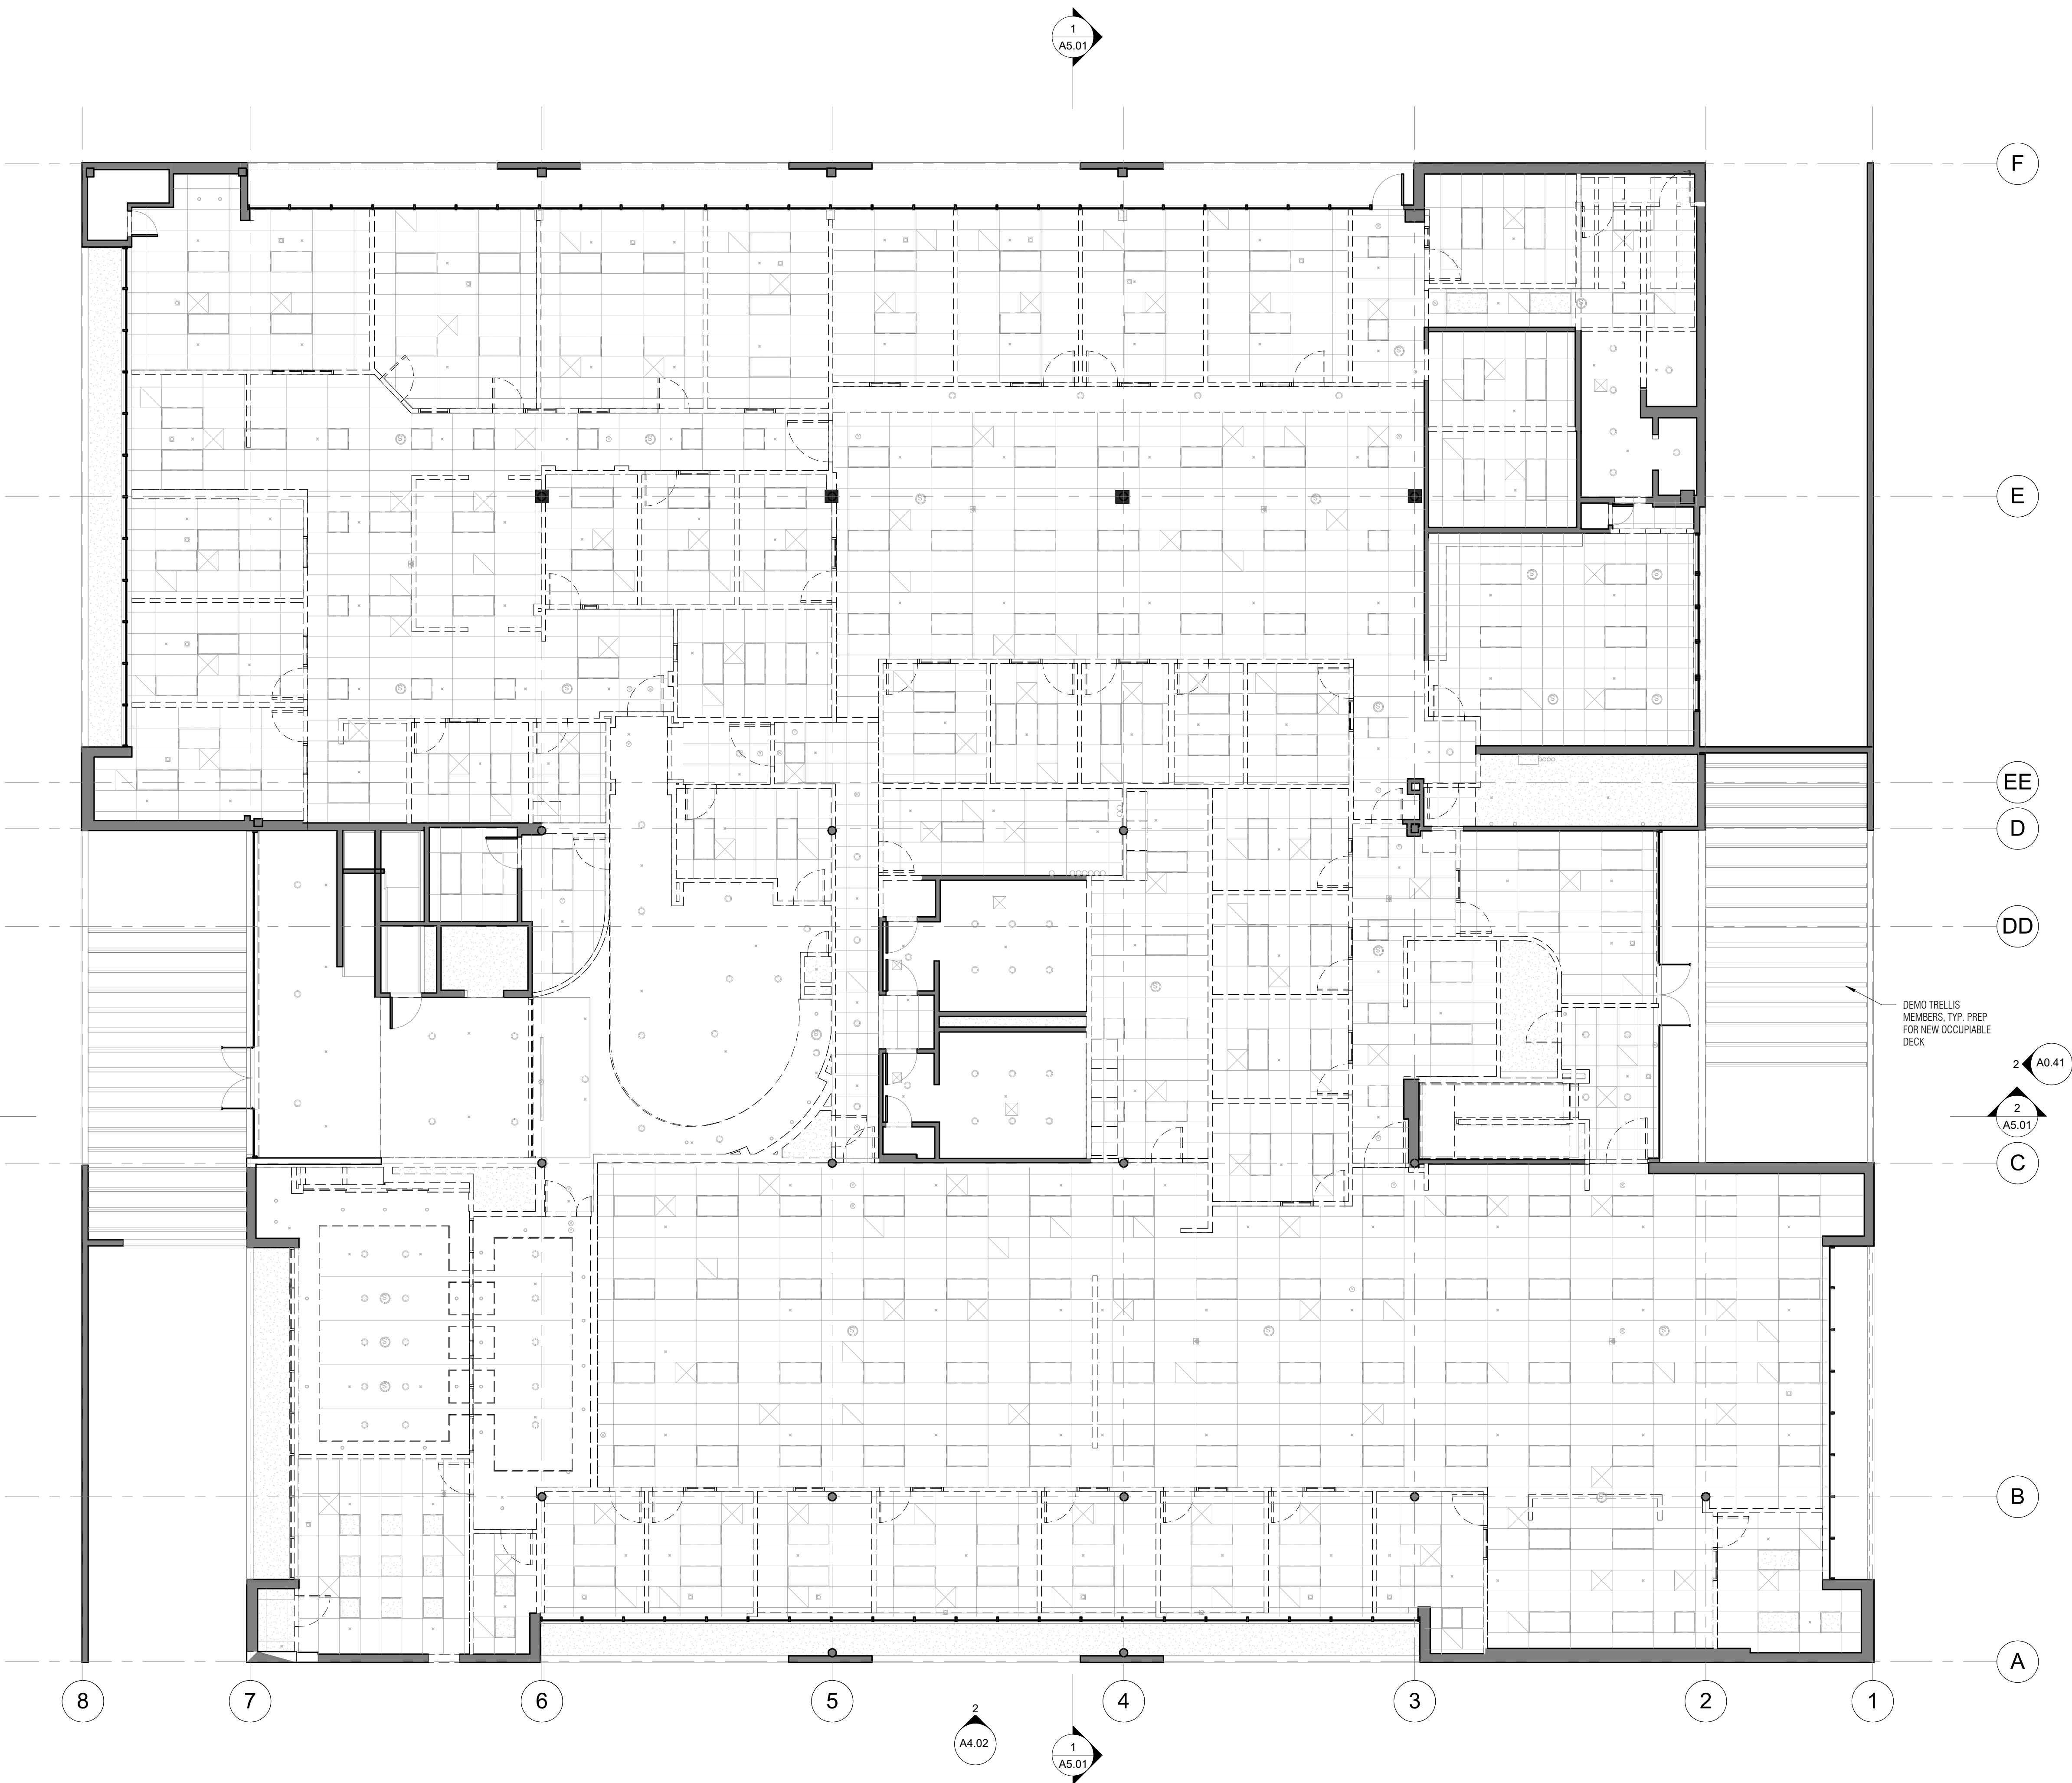 1
A5.01
F
E
EE
D
DD
DEMO TRELLIS
MEMBERS, TYP. PREP
FOR NEW OCCUPIABLE
DECK
2
A0.41
2
A5.01
C
B
A
8
7
6
5
4
3
2
1
2
A4.02
1
A5.01